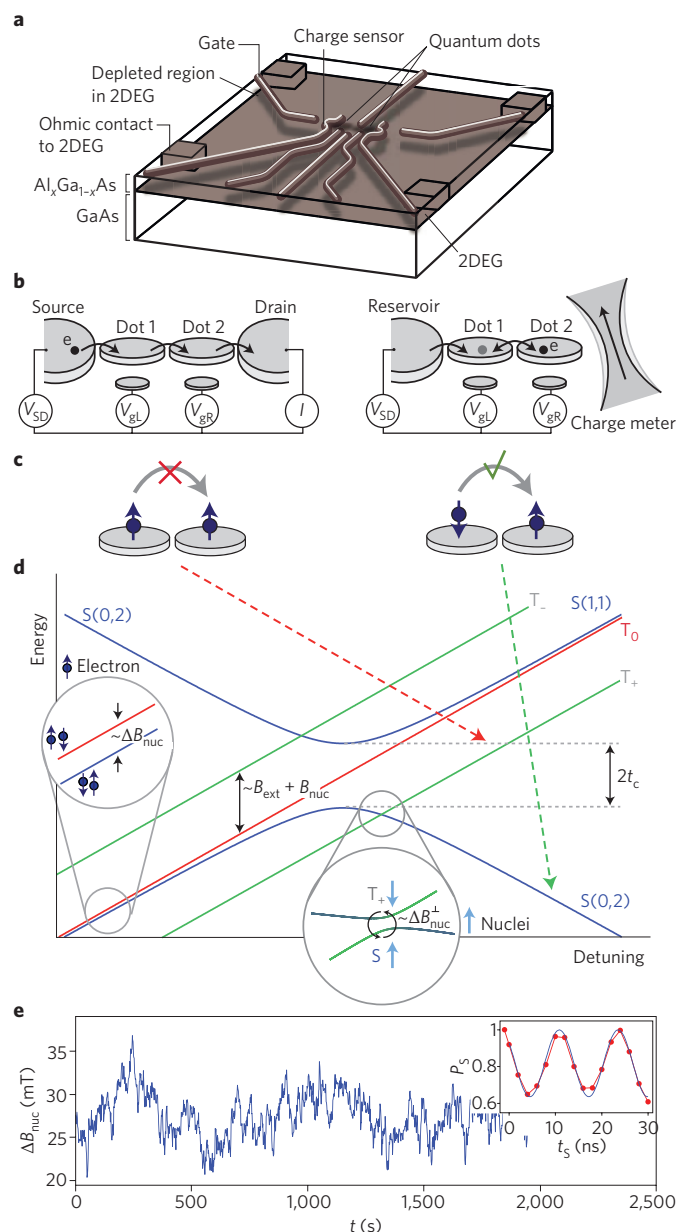 a
Gate
Charge sensor
Quantum dots
Depleted region
in 2DEG
Ohmic contact
to 2DEG
AlxGa1–xAs
GaAs
2DEG
b
Source
Drain
Dot 1
Dot 2
e
VSD
VgL
VgR
I
Reservoir
Dot 1
Dot 2
e
VSD
VgL
VgR
Charge meter
c
d
Energy
S(0,2)
T–
S(1,1)
T0
T+
Electron
~ΔBnuc
~Bext + Bnuc
2tc
T+
~ΔB⊥nuc
S
Nuclei
S(0,2)
Detuning
e
ΔBnuc (mT)
35
30
25
20
0
500
1,000
1,500
2,000
2,500
t (s)
PS
1
0.8
0.6
0
10
20
30
tS (ns)